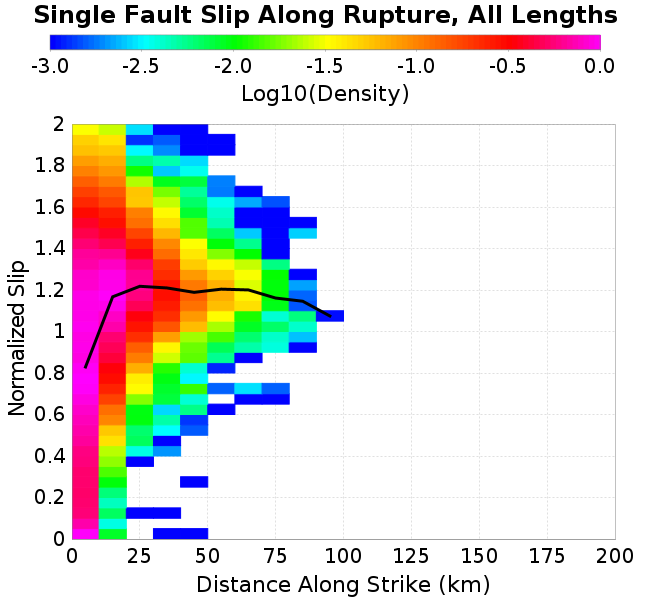 Single Fault Slip Along Rupture, All Lengths
-3.0 -2.5 -2.0 -1.5 -1.0 -0.5 0.0
Log10(Density)
Normalized Slip
2
1.8
1.6
1.4
1.2
1
0.8
0.6
0.4
0.2
0
0 25 50 75 100 125 150 175 200
Distance Along Strike (km)